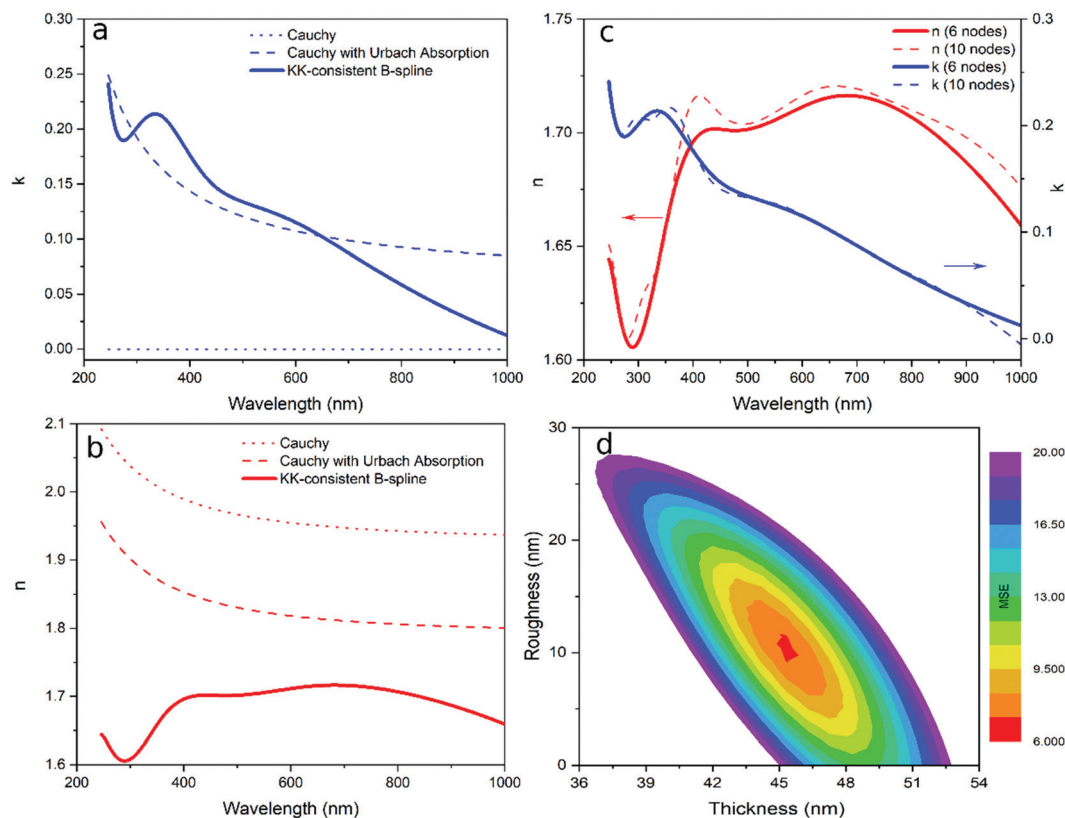 a
0.30
0.25
0.20
0.15
0.10
0.05
0.00
k
Cauchy
Cauchy with Urbach Absorption
KK-consistent B-spline
200
400
600
800
1000
Wavelength (nm)
c
1.75
1.70
1.65
1.60
n
n (6 nodes)
n (10 nodes)
k (6 nodes)
k (10 nodes)
0.3
0.2
0.1
0.0
k
200
300
400
500
600
700
800
900
1000
Wavelength (nm)
b
2.1
2.0
1.9
1.8
1.7
1.6
n
Cauchy
Cauchy with Urbach Absorption
KK-consistent B-spline
200
400
600
800
1000
Wavelength (nm)
d
30
20
10
0
Roughness (nm)
36
39
42
45
48
51
54
Thickness (nm)
20.00
16.50
13.00
9.500
6.000
MSE